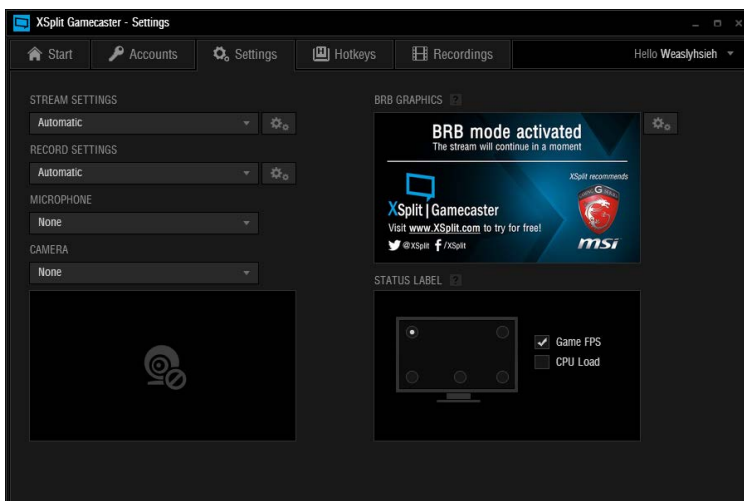 XSplit Gamecaster - Settings
Start
Accounts
Settings
Hotkeys
Recordings
Hello Weaslyhsieh
STREAM SETTINGS
Automatic
RECORD SETTINGS
Automatic
MICROPHONE
None
CAMERA
None
BRB GRAPHICS ?
BRB mode activated
The stream will continue in a moment
XSplit recommends
G
XSplit | Gamecaster
Visit www.XSplit.com to try for free!
@XSplit f /XSplit
msi
STATUS LABEL ?
Game FPS
CPU Load